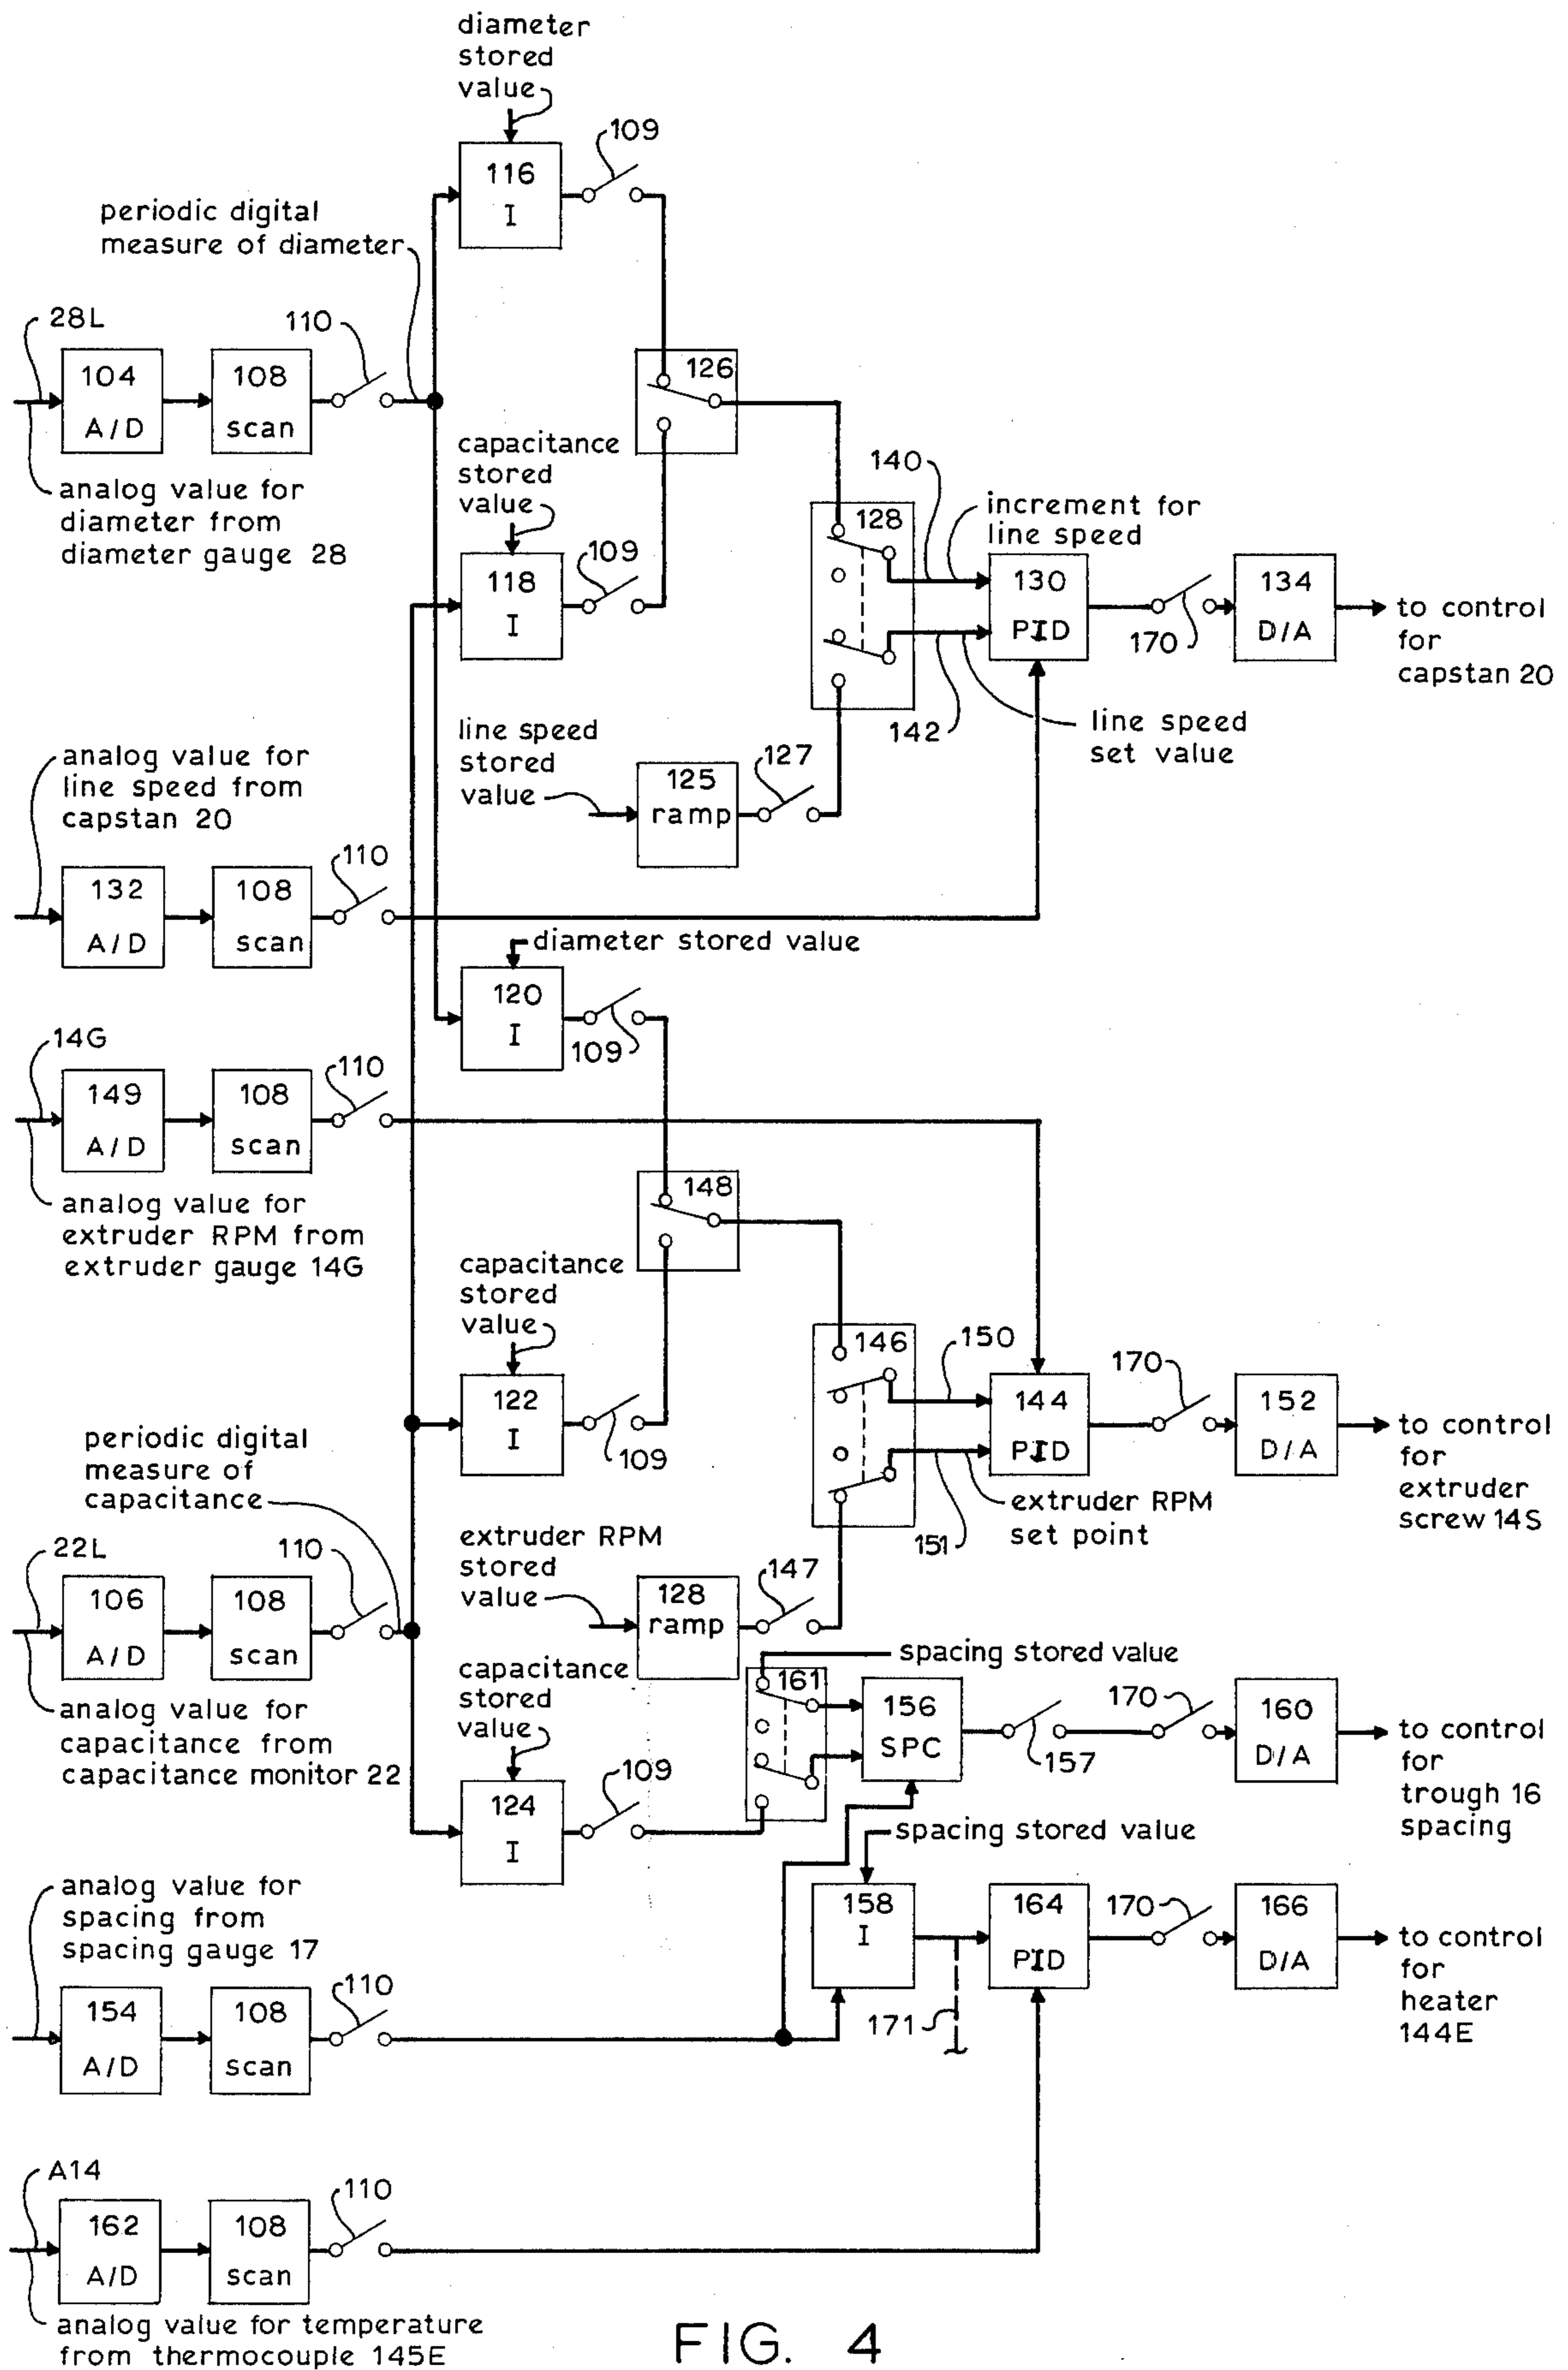 diameter
stored
value
116
I
109
periodic digital
measure of diameter
28L
110
104
A/D
108
scan
126
analog value for
diameter from
diameter gauge 28
capacitance
stored
value
118
I
109
128
140
increment for
line speed
130
PID
170
134
D/A
to control
for
capstan 20
142
line speed
set value
line speed
stored
value
125
ramp
127
analog value for
line speed from
capstan 20
132
A/D
108
scan
110
diameter stored value
120
I
109
14G
149
A/D
108
scan
110
analog value for
extruder RPM from
extruder gauge 14G
148
capacitance
stored
value
122
I
109
146
150
144
PID
170
152
D/A
to control
for
extruder
screw 14S
151
extruder RPM
set point
periodic digital
measure of
capacitance
22L
110
106
A/D
108
scan
analog value for
capacitance from
capacitance monitor 22
extruder RPM
stored
value
128
ramp
147
spacing stored value
capacitance
stored
value
124
I
109
161
156
SPC
157
170
160
D/A
to control
for
trough 16
spacing
spacing stored value
158
I
171
164
PID
170
166
D/A
to control
for
heater
144E
analog value for
spacing from
spacing gauge 17
154
A/D
108
scan
110
A14
162
A/D
108
scan
110
analog value for temperature
from thermocouple 145E
FIG. 4